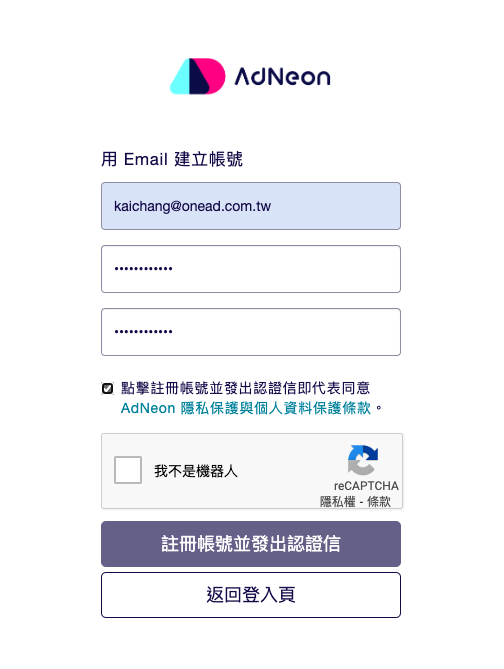 AdNeon
用 Email 建立帳號
kaichang@onead.com.tw
••••••••••••
••••••••••••
點擊註冊帳號並發出認證信即代表同意
AdNeon 隱私保護與個人資料保護條款。
我不是機器人
reCAPTCHA
隱私權 - 條款
註冊帳號並發出認證信
返回登入頁